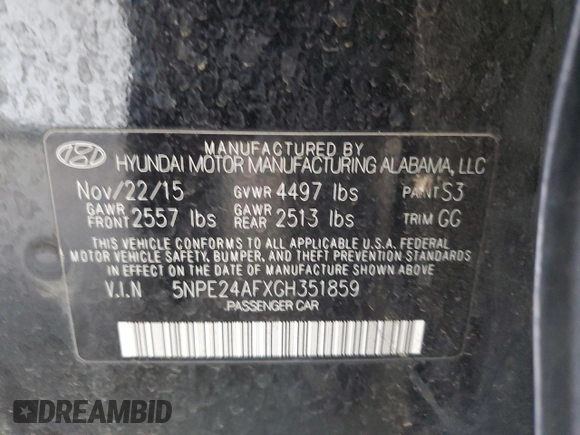 MANUFACTURED BY
HYUNDAI MOTOR MANUFACTURING ALABAMA, LLC
Nov/22/15 GVWR 4497 lbs PAINT S3
GAWR FRONT 2557 lbs GAWR REAR 2513 lbs TRIM GG
THIS VEHICLE CONFORMS TO ALL APPLICABLE U.S.A. FEDERAL
MOTOR VEHICLE SAFETY, BUMPER, AND THEFT PREVENTION STANDARDS
IN EFFECT ON THE DATE OF MANUFACTURE SHOWN ABOVE.
V.I.N 5NPE24AFXGH351859
PASSENGER CAR
DREAMBID